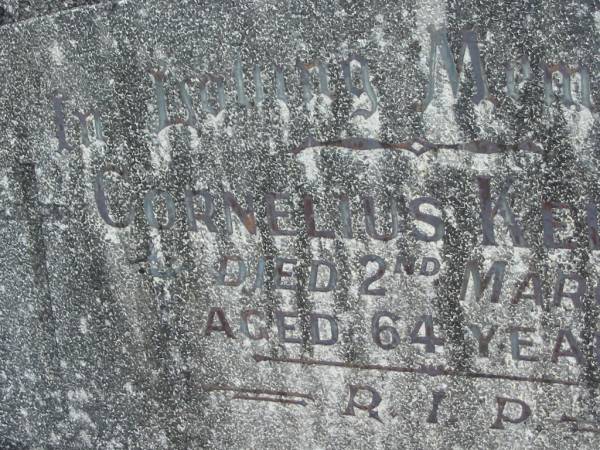 In Loving Mem
CORNELIUS KE
DIED 2ND MAR
AGED 64 YEA
R. I. P.